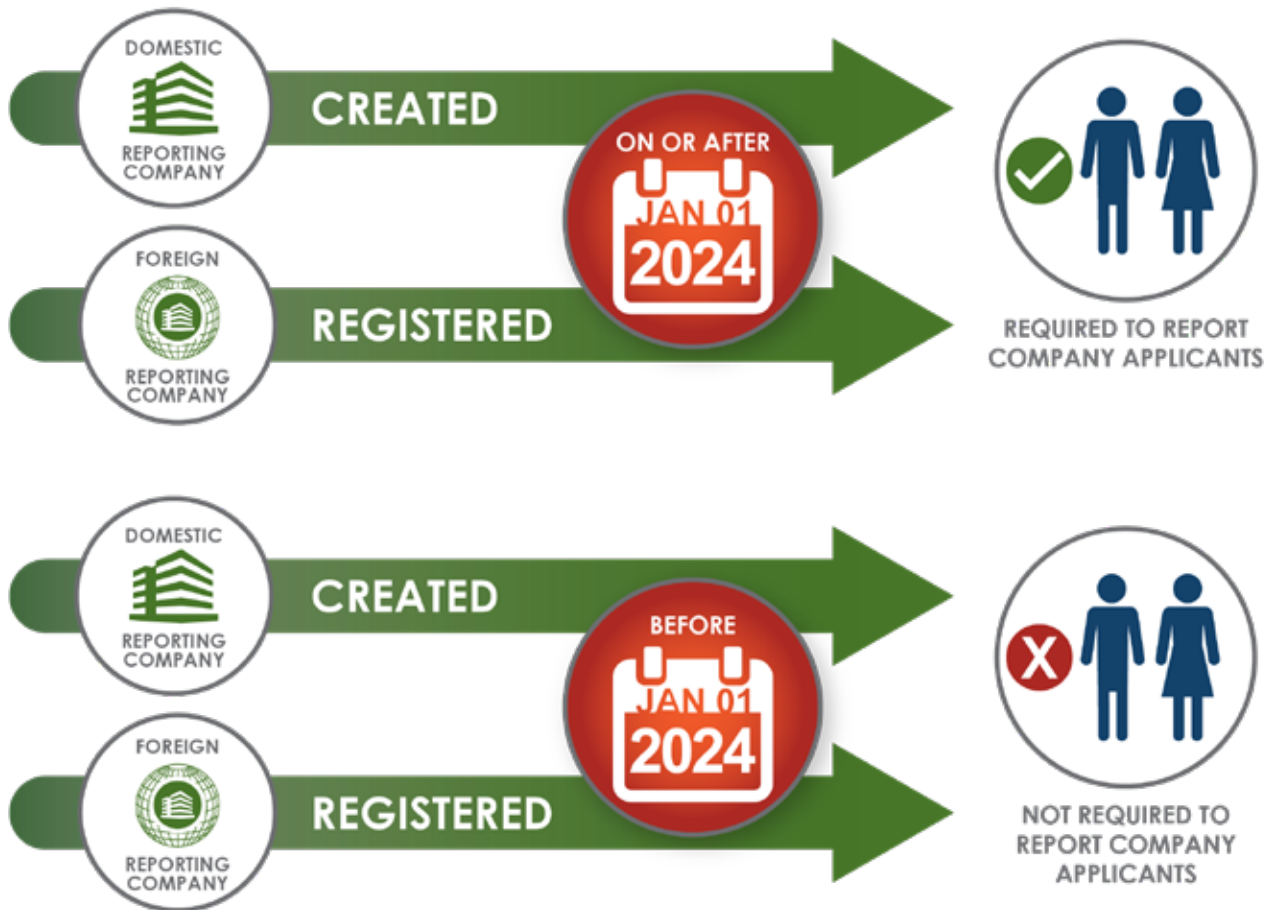 DOMESTIC
REPORTING
COMPANY
CREATED
FOREIGN
REPORTING
COMPANY
REGISTERED
ON OR AFTER
JAN 01
2024
REQUIRED TO REPORT
COMPANY APPLICANTS
DOMESTIC
REPORTING
COMPANY
CREATED
FOREIGN
REPORTING
COMPANY
REGISTERED
BEFORE
JAN 01
2024
X
NOT REQUIRED TO
REPORT COMPANY
APPLICANTS